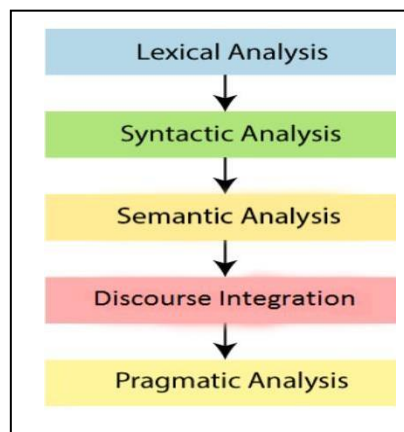 Lexical Analysis
Syntactic Analysis
Semantic Analysis
Discourse Integration
Pragmatic Analysis